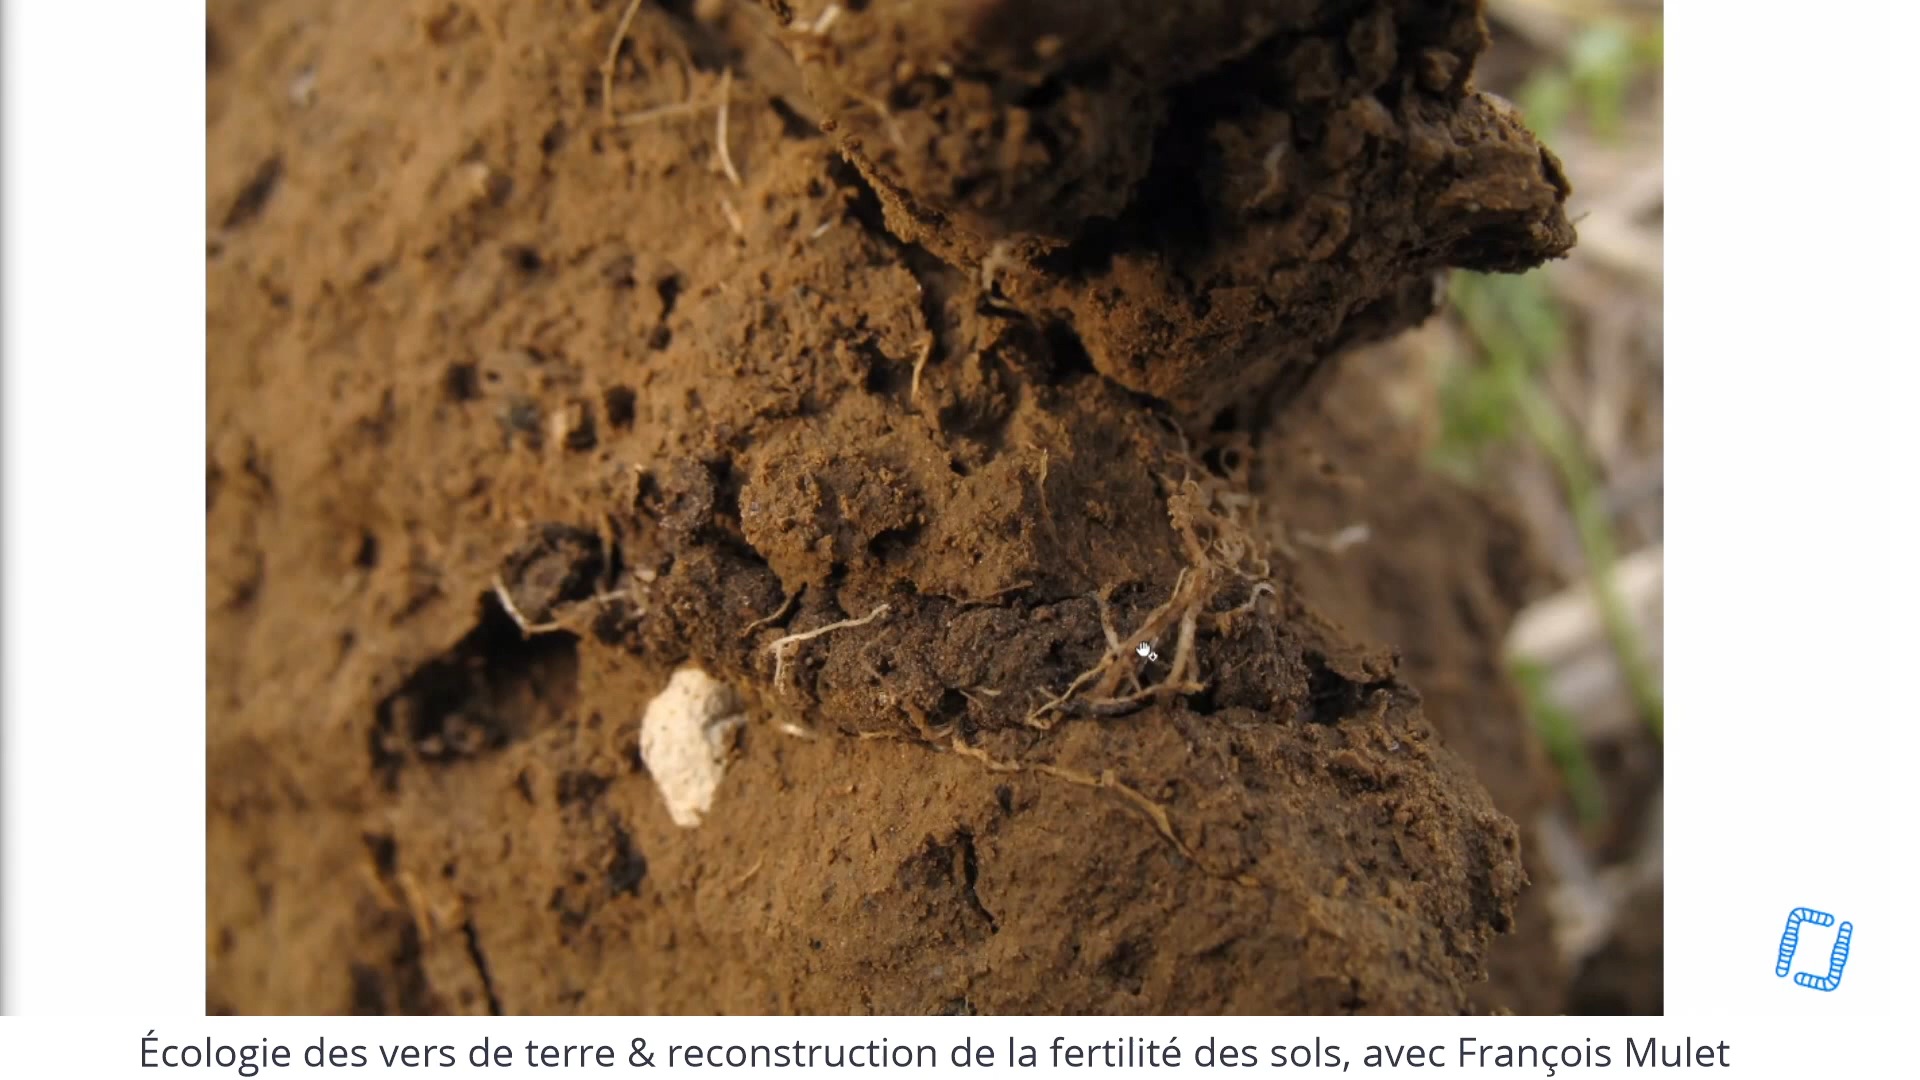 Écologie des vers de terre & reconstruction de la fertilité des sols, avec François Mulet